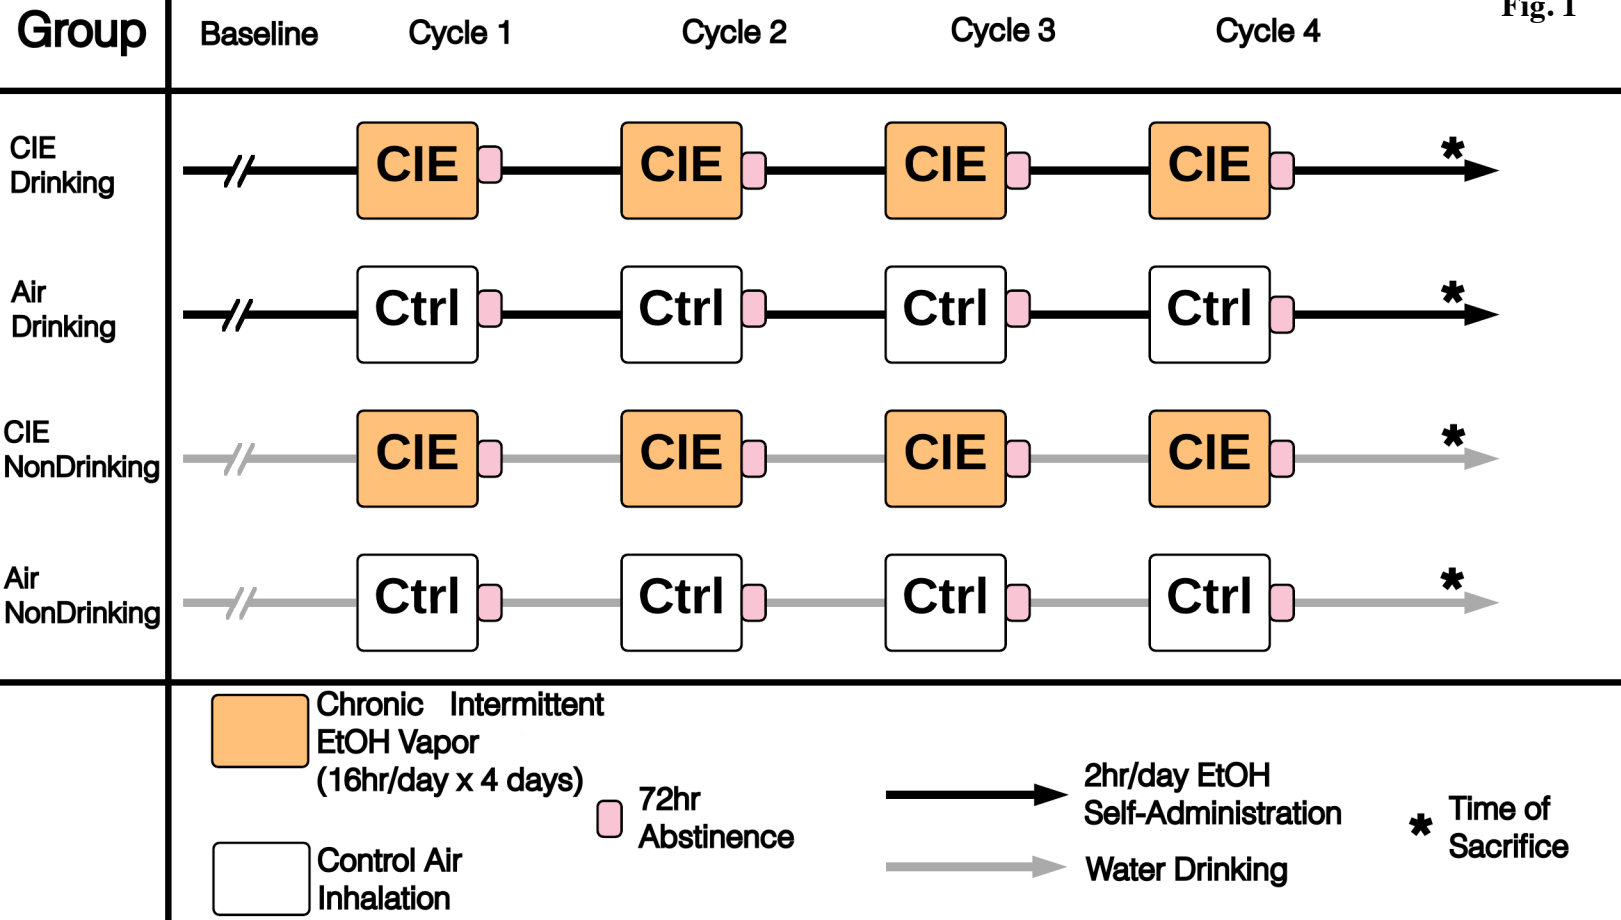 Fig. 1
Group Baseline Cycle 1 Cycle 2 Cycle 3 Cycle 4
CIE
Drinking
CIE CIE CIE CIE *
Air
Drinking
Ctrl Ctrl Ctrl Ctrl *
CIE
NonDrinking
CIE CIE CIE CIE *
Air
NonDrinking
Ctrl Ctrl Ctrl Ctrl *
Chronic Intermittent
EtOH Vapor
(16hr/day x 4 days)
Control Air
Inhalation
72hr
Abstinence
2hr/day EtOH
Self-Administration
Water Drinking
* Time of
Sacrifice